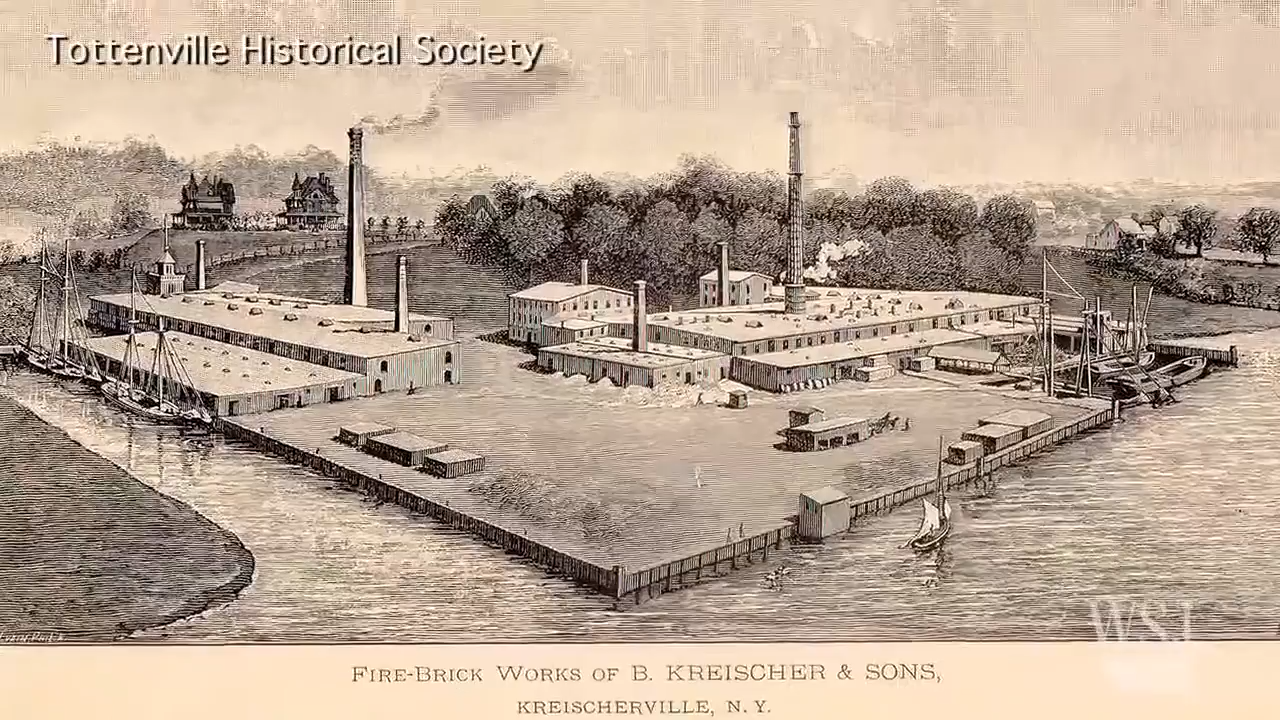 Tottenville Historical Society
WSJ
FIRE-BRICK WORKS OF B. KREISCHER & SONS,
KREISCHERVILLE, N. Y.